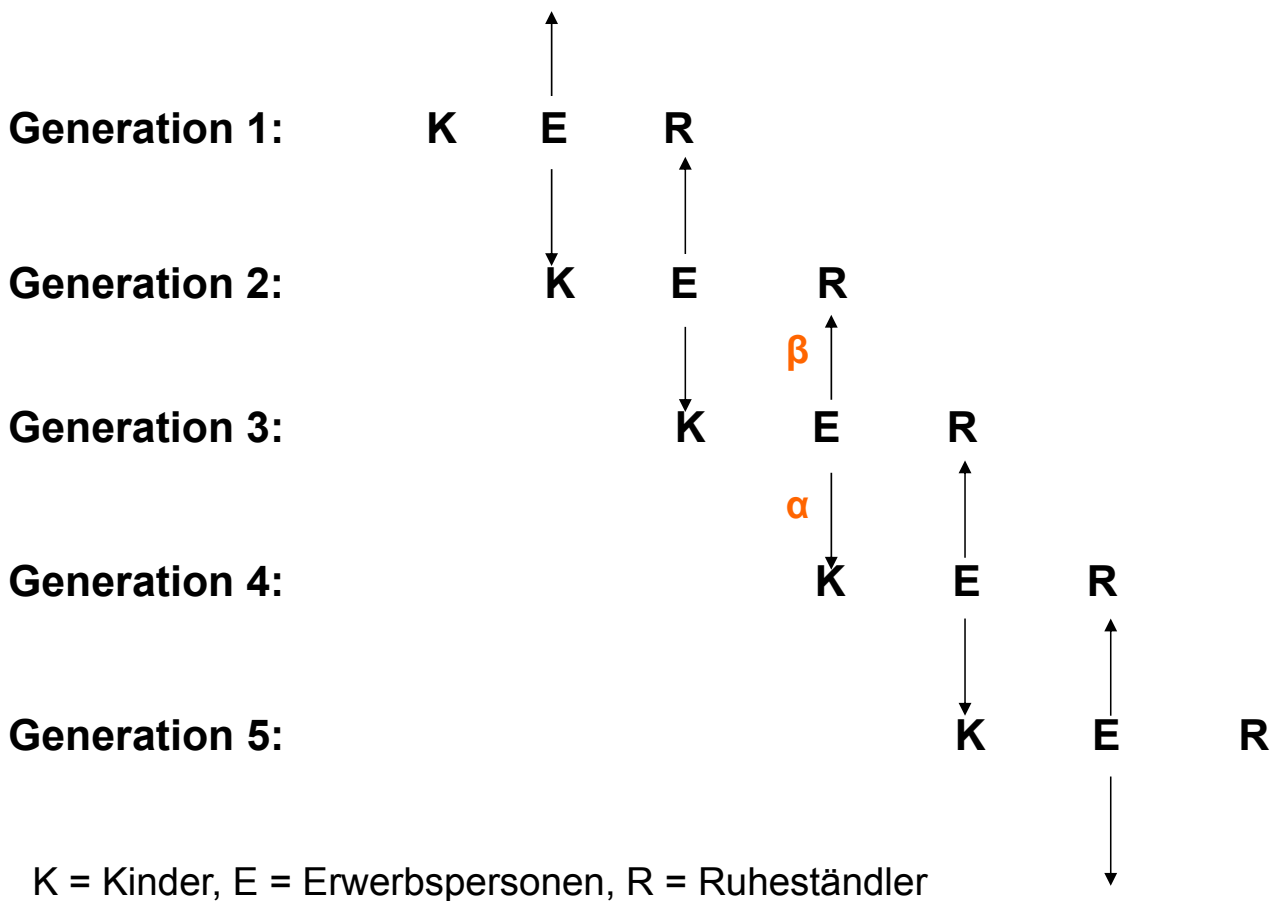 Generation 1: K E R
Generation 2: K E R
β
Generation 3: K E R
α
Generation 4: K E R
Generation 5: K E R
K = Kinder, E = Erwerbspersonen, R = Ruheständler